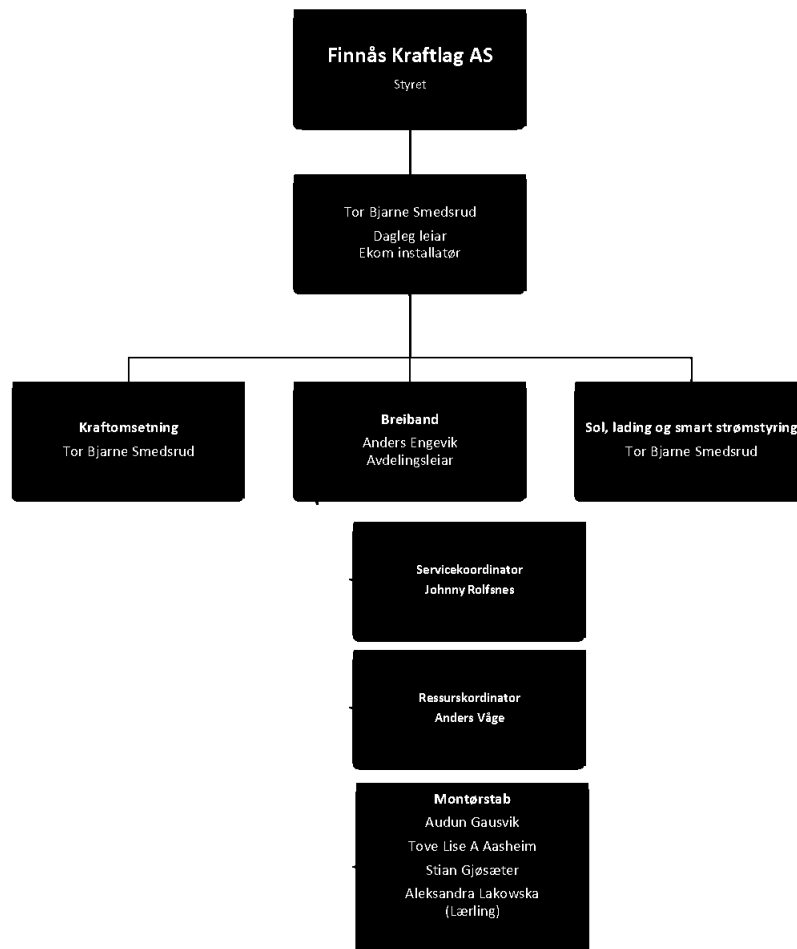 Finnås Kraftlag AS
Styret
Tor Bjarne Smedsrud
Dagleg leiar
Ekom installatør
Kraftomsetning
Tor Bjarne Smedsrud
Breiband
Anders Engevik
Avdelingsleiar
Sol, lading og smart strømstyring
Tor Bjarne Smedsrud
Servicekoordinator
Johnny Rolfsnes
Ressurskordinator
Anders Våge
Montørstab
Audun Gausvik
Tove Lise A Aasheim
Stian Gjøsæter
Aleksandra Lakowska
(Lærling)